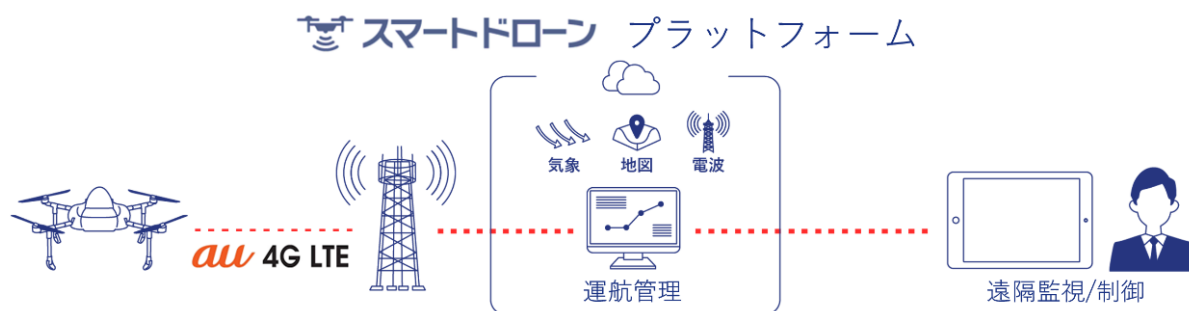 スマートドローン プラットフォーム
気象 地図 電波
au 4G LTE
運航管理
遠隔監視/制御